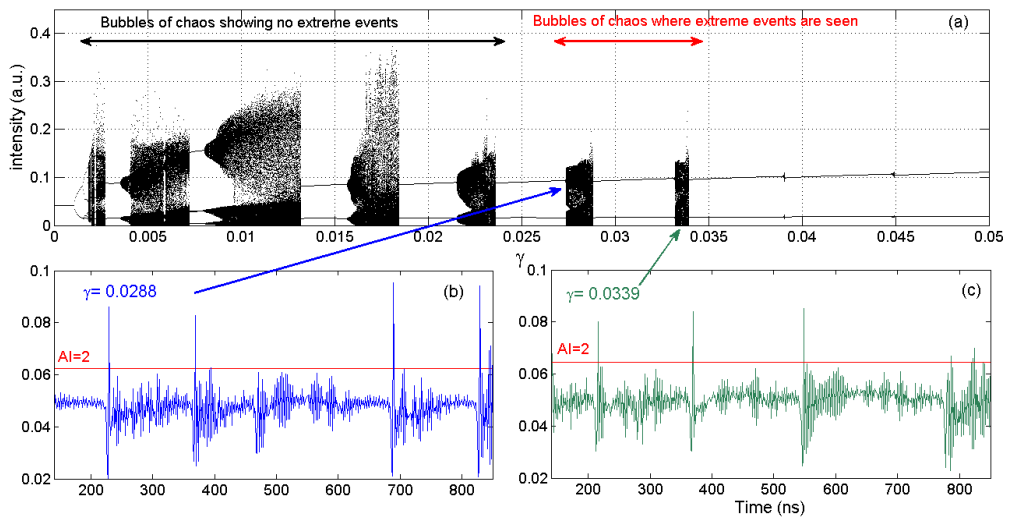 Bubbles of chaos showing no extreme events
Bubbles of chaos where extreme events are seen
(a)
intensity (a.u.)
0.4
0.3
0.2
0.1
0
0 0.005 0.01 0.015 0.02 0.025 0.03 0.035 0.04 0.045 0.05
γ
0.1
0.08
0.06
0.04
0.02
γ= 0.0288
(b)
AI=2
200 300 400 500 600 700 800
0.1
0.08
0.06
0.04
0.02
γ= 0.0339
(c)
AI=2
200 300 400 500 600 700 800
Time (ns)